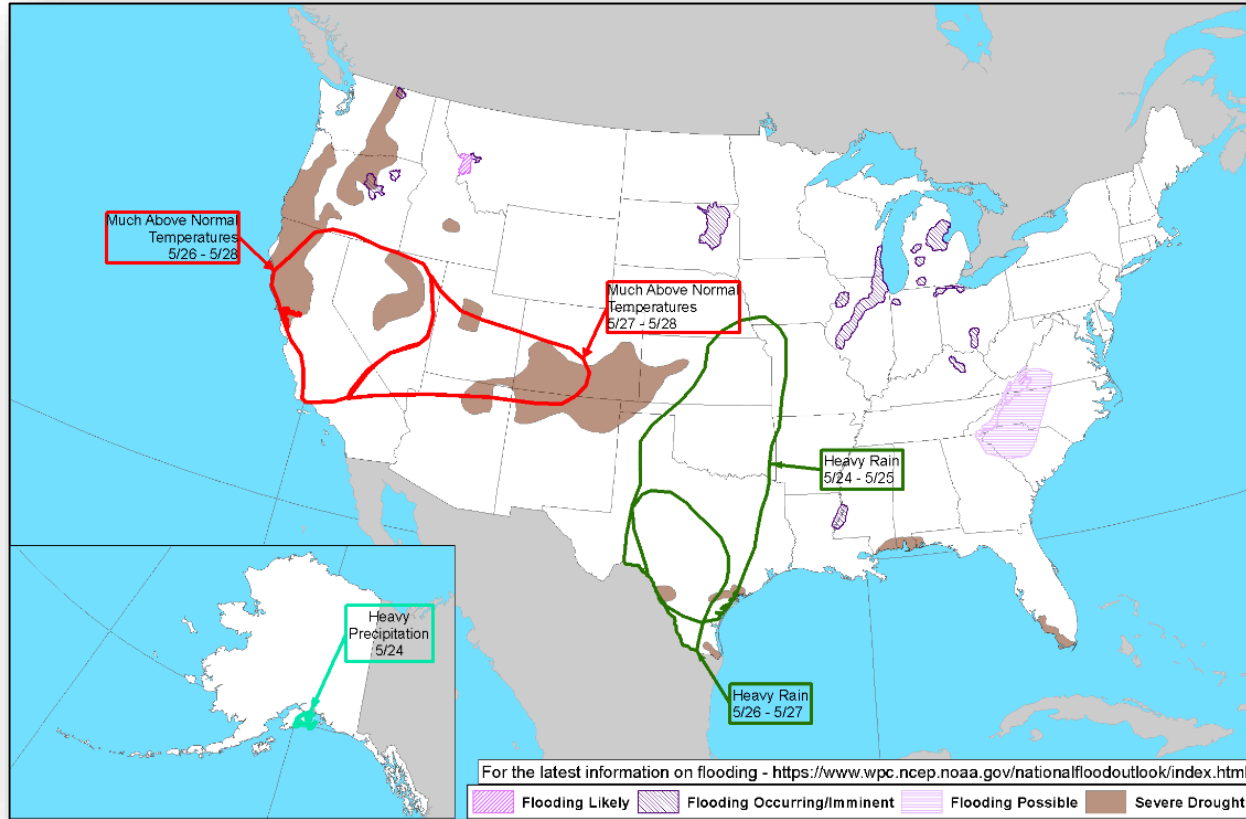 Much Above Normal
Temperatures
5/26 - 5/28
Much Above Normal
Temperatures
5/27 - 5/28
Heavy Rain
5/24 - 5/25
Heavy
Precipitation
5/24
Heavy Rain
5/26 - 5/27
For the latest information on flooding - https://www.wpc.ncep.noaa.gov/nationalfloodoutlook/index.html
Flooding Likely
Flooding Occurring/Imminent
Flooding Possible
Severe Drought